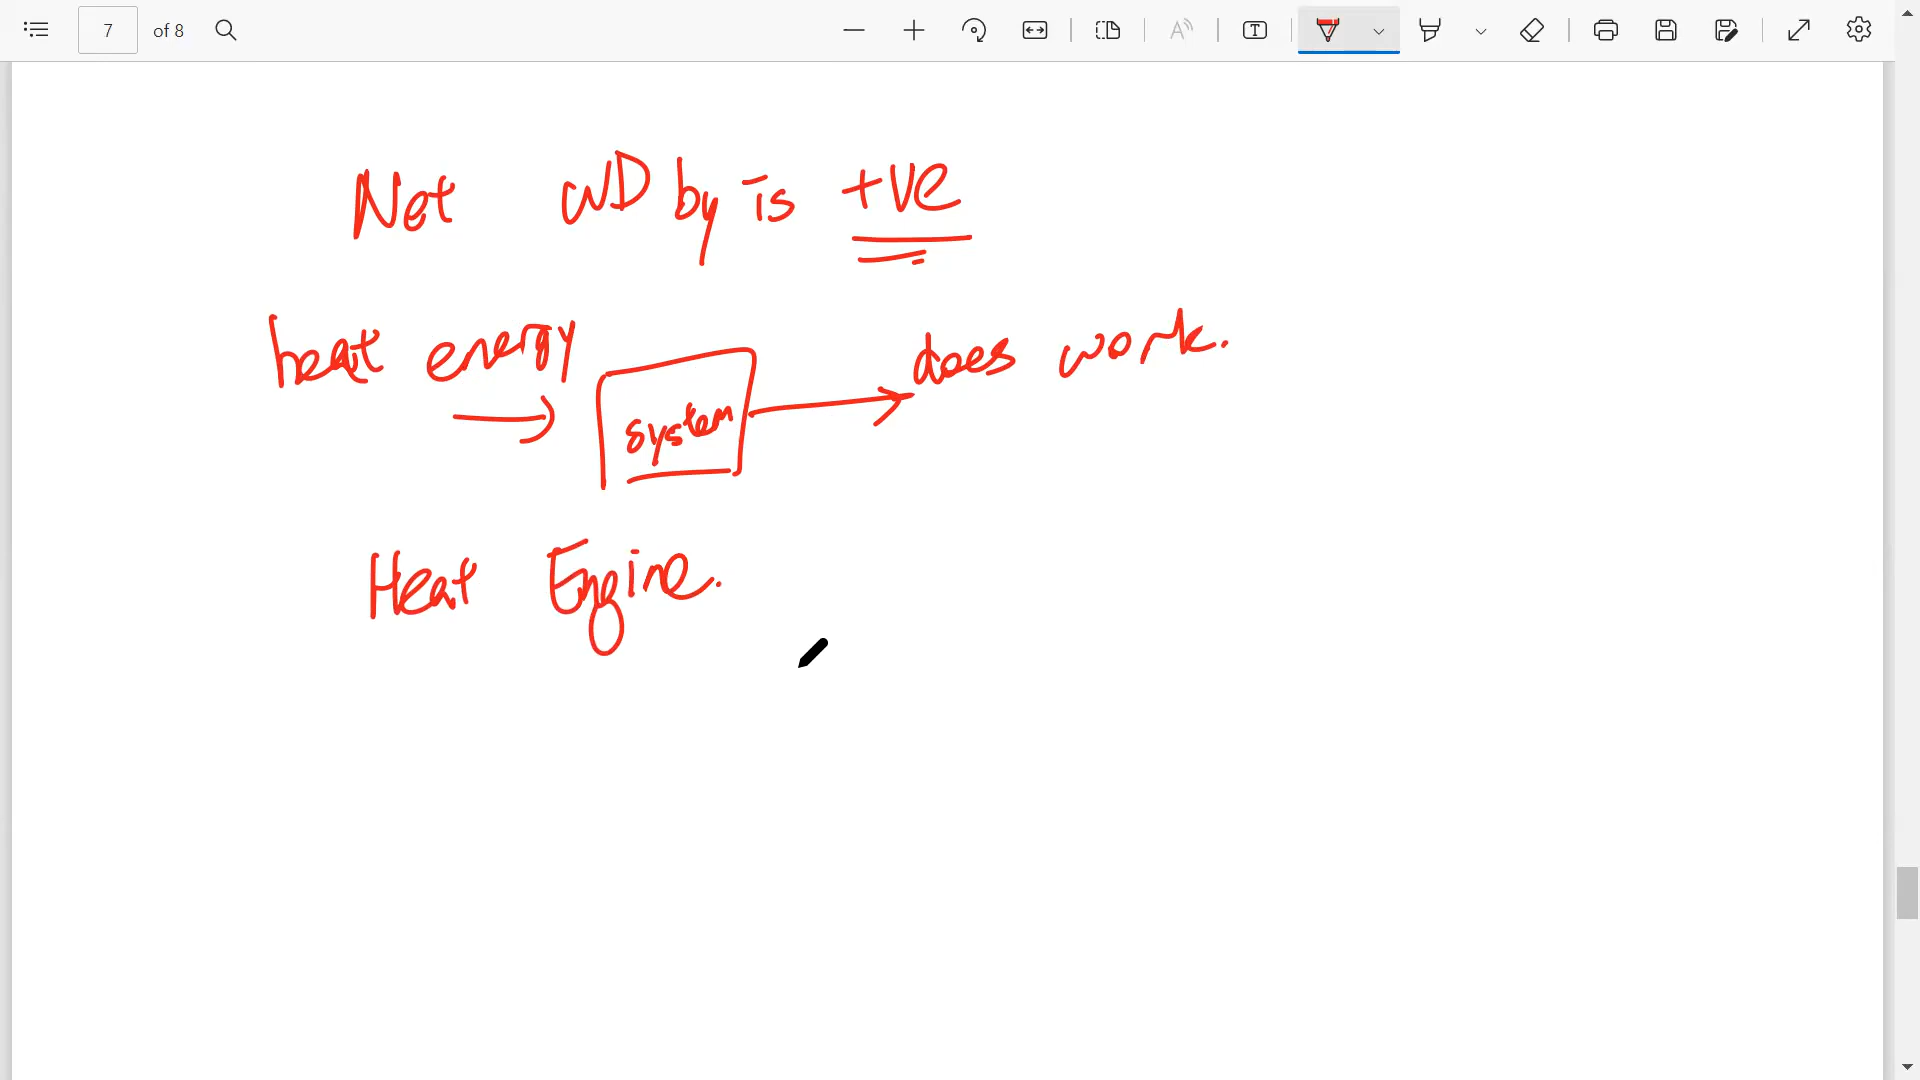 7 of 8
Net WD by is +ve
heat energy
does work.
system
Heat Engine.